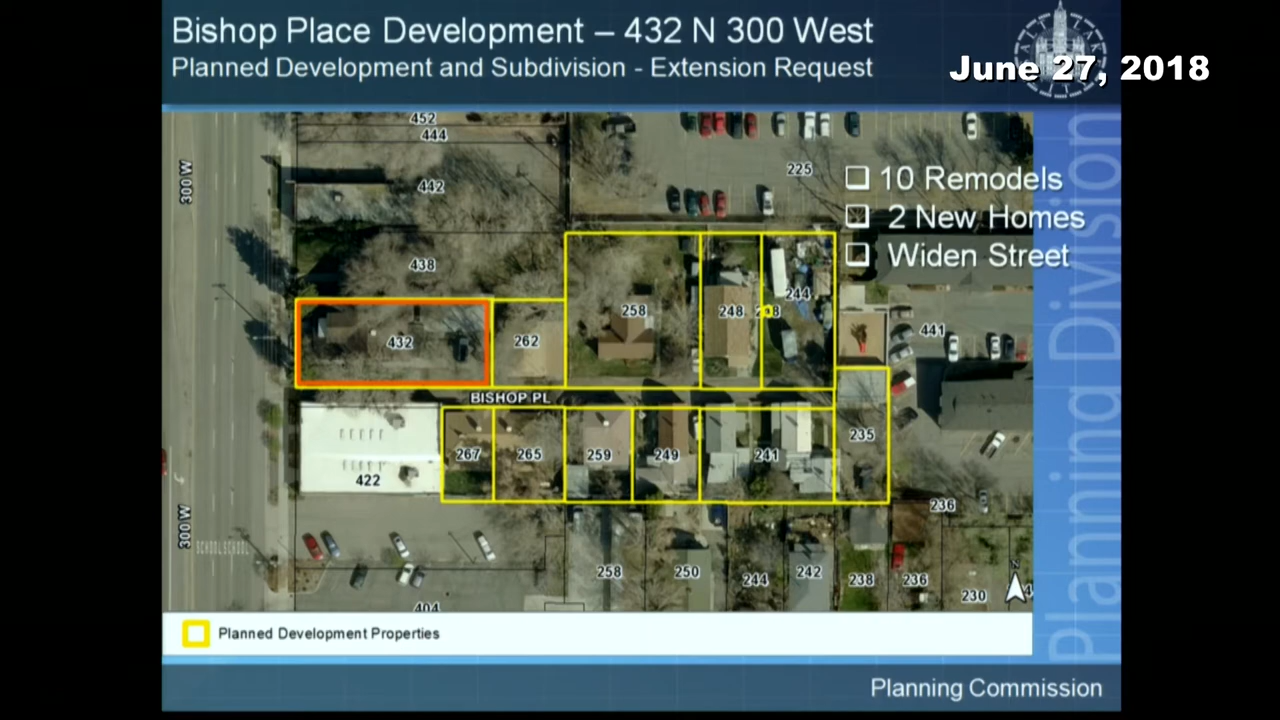 Bishop Place Development – 432 N 300 West
Planned Development and Subdivision - Extension Request
June 27, 2018
452
444
300 W
442
225
❑ 10 Remodels
❑ 2 New Homes
❑ Widen Street
438
258
248
244
432
262
441
BISHOP PL
267
265
259
249
241
235
422
236
300 W
SCHOOL SCHOOL
258
250
244
242
238
236
230
N
404
Planned Development Properties
Planning Division
Planning Commission